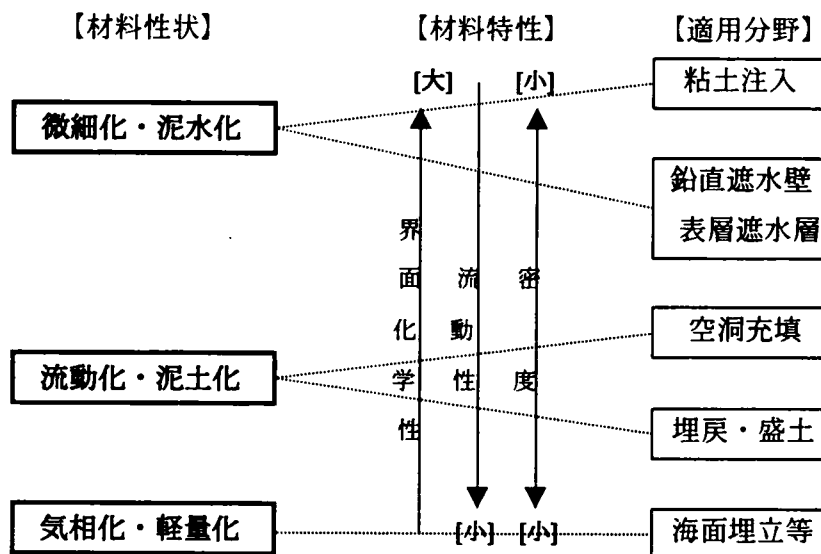 【材料性状】 【材料特性】 【適用分野】
[大] [小]
粘土注入
微細化・泥水化
鉛直遮水壁
表層遮水層
界面化学性
流動性
密度
空洞充填
流動化・泥土化
埋戻・盛土
気相化・軽量化
[小] [小]
海面埋立等